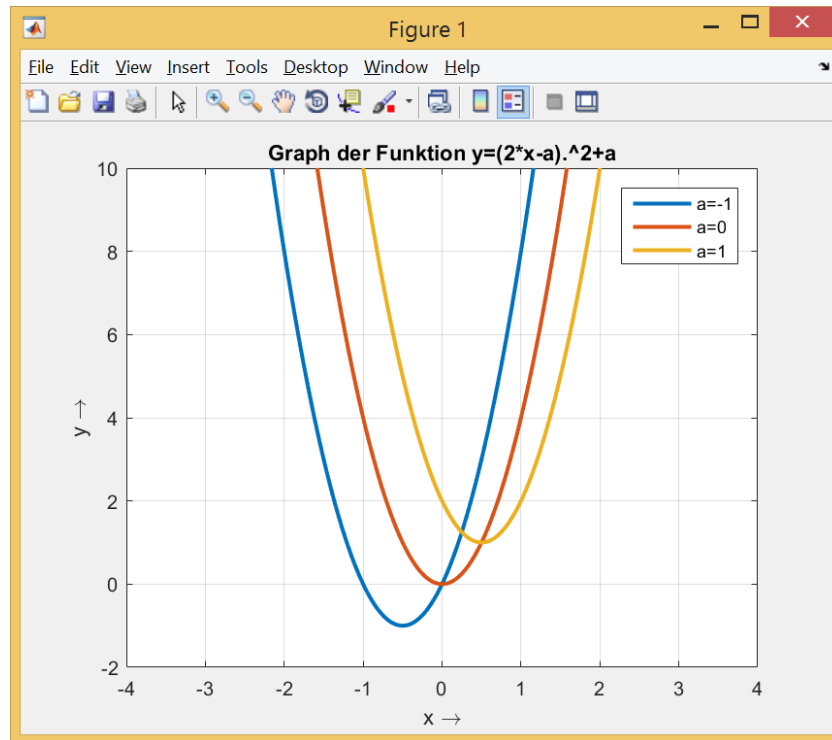 Figure 1
File Edit View Insert Tools Desktop Window Help
Graph der Funktion y=(2*x-a).^2+a
10
8
6
4
2
0
-2
y →
a=-1
a=0
a=1
-4 -3 -2 -1 0 1 2 3 4
x →